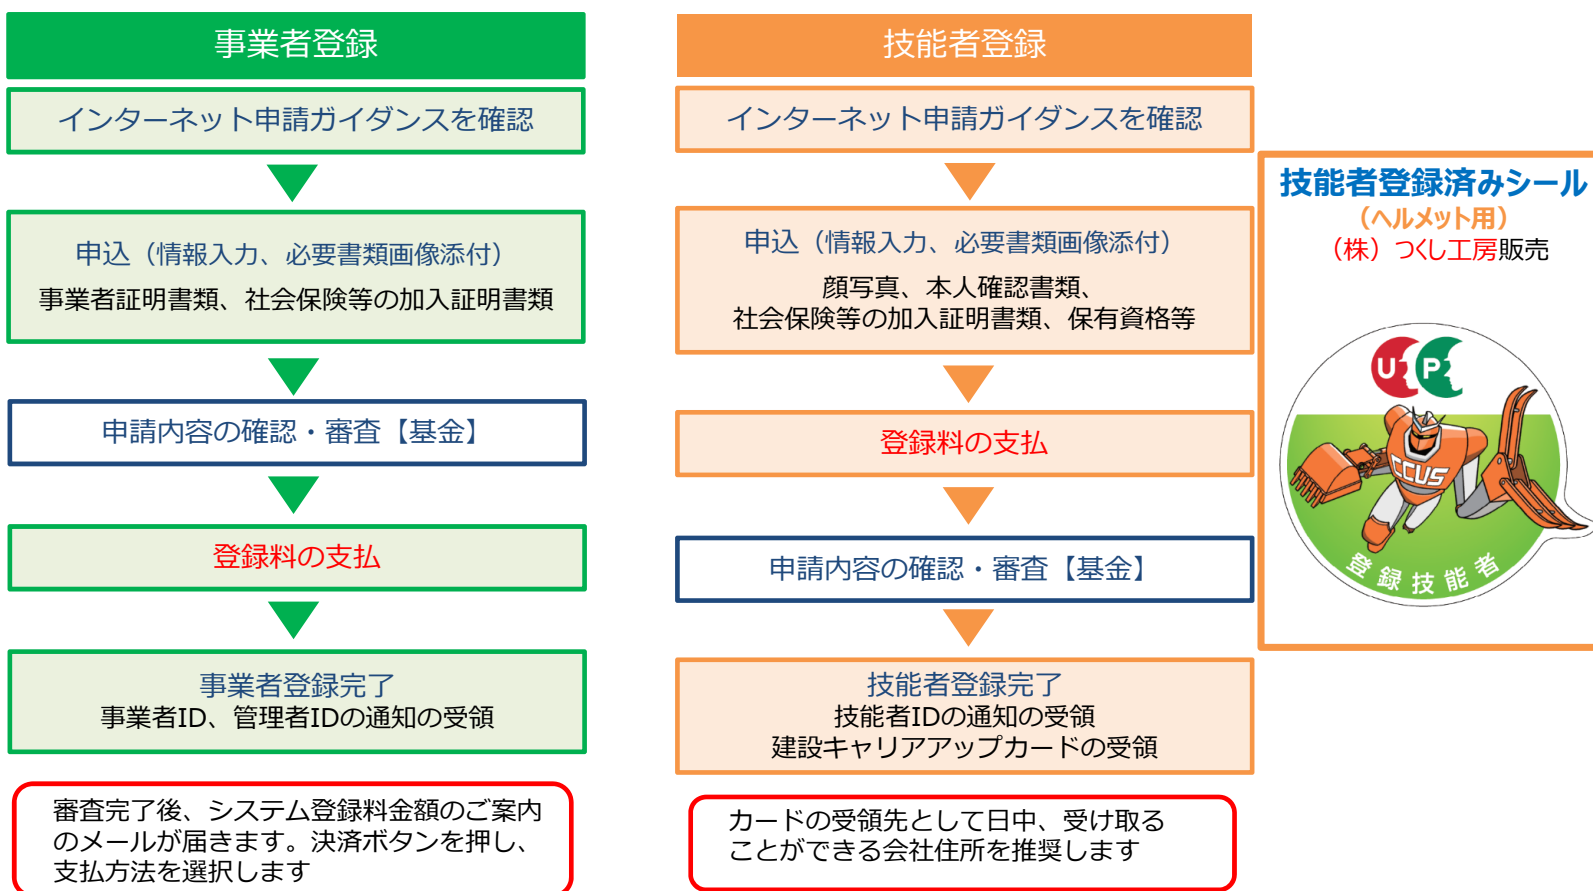 事業者登録
インターネット申請ガイダンスを確認
申込（情報入力、必要書類画像添付）
事業者証明書類、社会保険等の加入証明書類
申請内容の確認・審査【基金】
登録料の支払
事業者登録完了
事業者ID、管理者IDの通知の受領
審査完了後、システム登録料金額のご案内
のメールが届きます。決済ボタンを押し、
支払方法を選択します
技能者登録
インターネット申請ガイダンスを確認
申込（情報入力、必要書類画像添付）
顔写真、本人確認書類、
社会保険等の加入証明書類、保有資格等
登録料の支払
申請内容の確認・審査【基金】
技能者登録完了
技能者IDの通知の受領
建設キャリアアップカードの受領
カードの受領先として日中、受け取る
ことができる会社住所を推奨します
技能者登録済みシール
（ヘルメット用）
（株）つくし工房販売
UP
CCUS
登録技能者